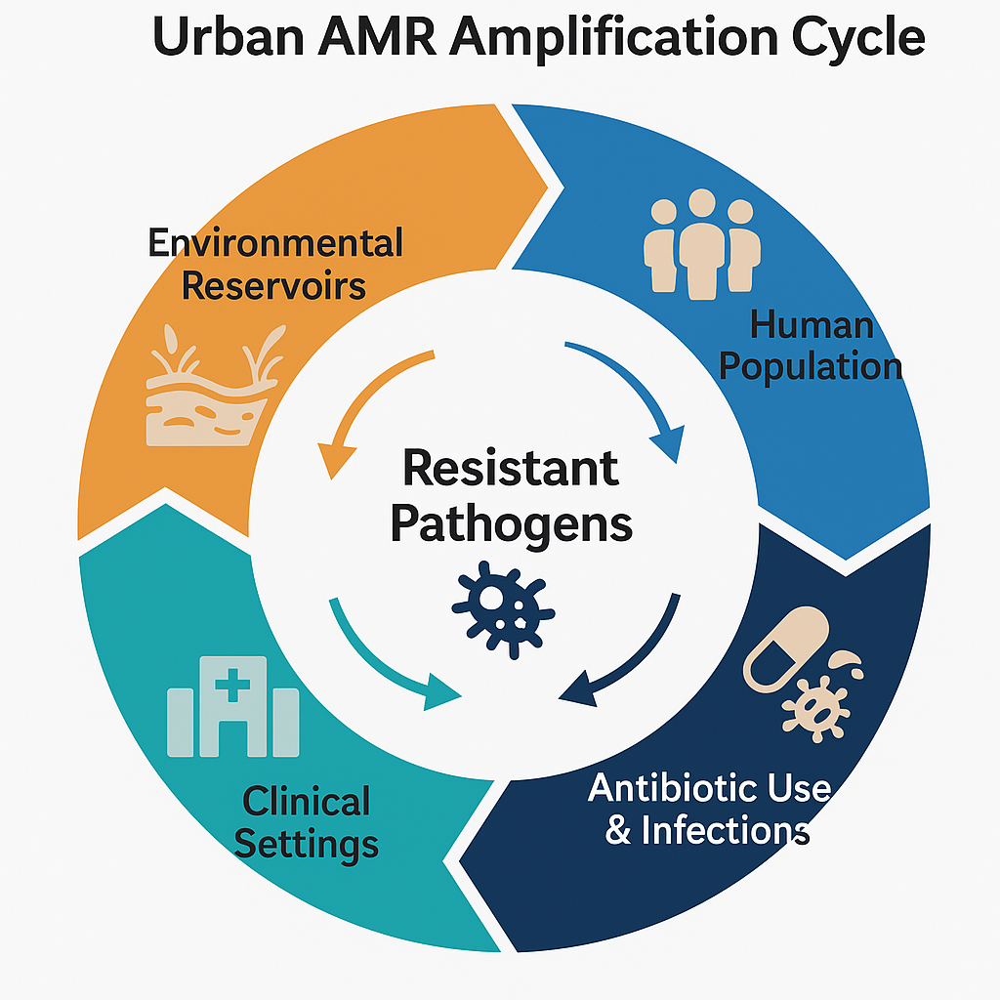 Urban AMR Amplification Cycle
Environmental
Reservoirs
Human
Population
Resistant
Pathogens
Antibiotic Use
& Infections
Clinical
Settings